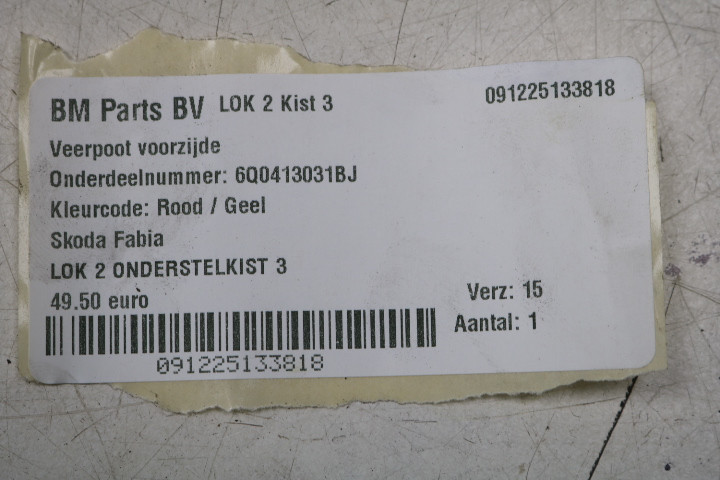 BM Parts BV LOK 2 Kist 3 091225133818
Veerpoot voorzijde
Onderdeelnummer: 6Q0413031BJ
Kleurcode: Rood / Geel
Skoda Fabia
LOK 2 ONDERSTELKIST 3
49.50 euro Verz: 15
Aantal: 1
091225133818